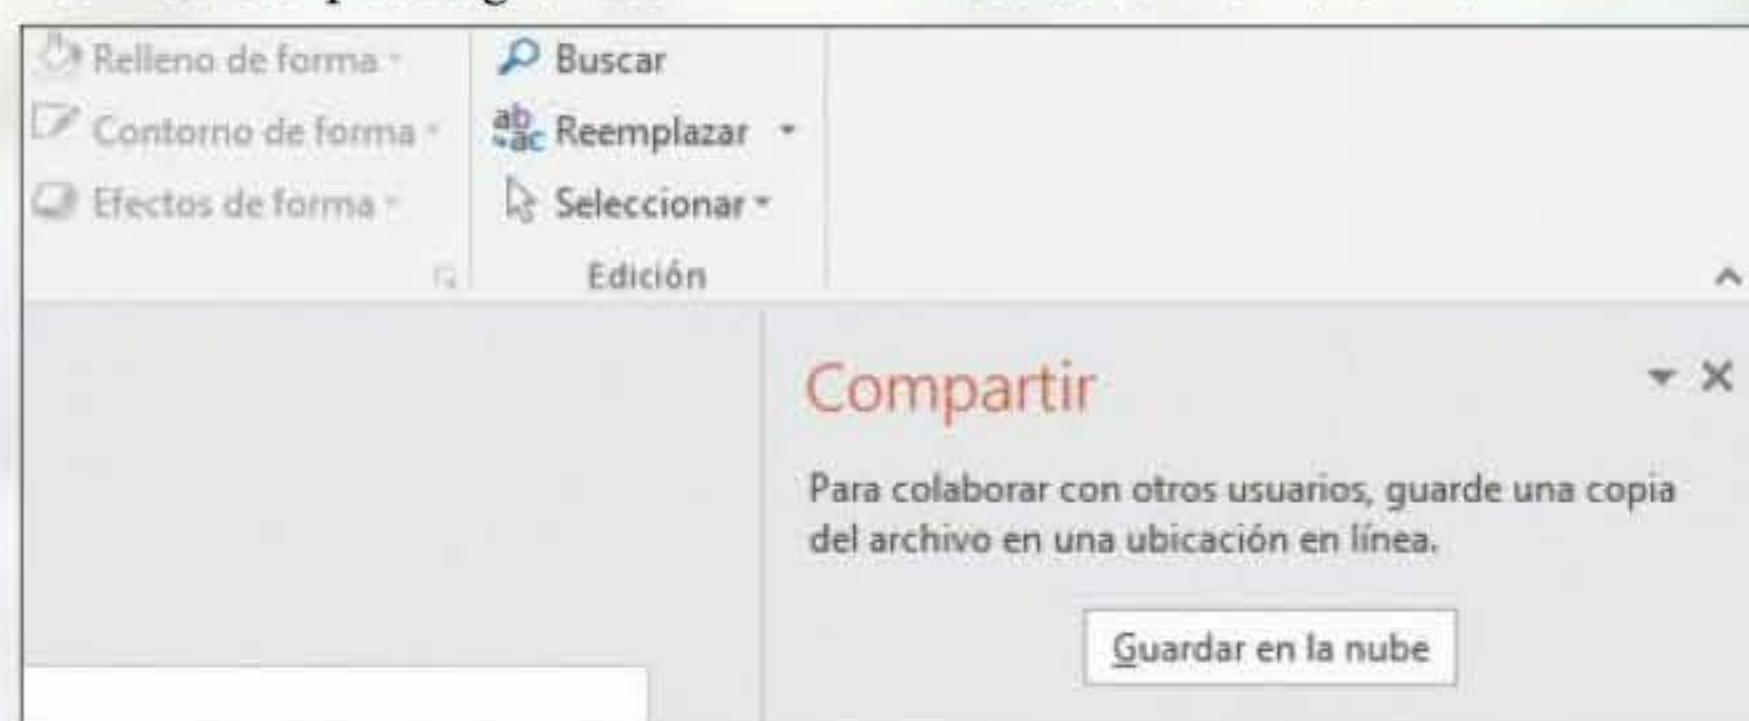 Relleno de forma
Contorno de forma
Efectos de forma
Buscar
Reemplazar
Seleccionar
Edición
Compartir
Para colaborar con otros usuarios, guarde una copia
del archivo en una ubicación en línea.
Guardar en la nube